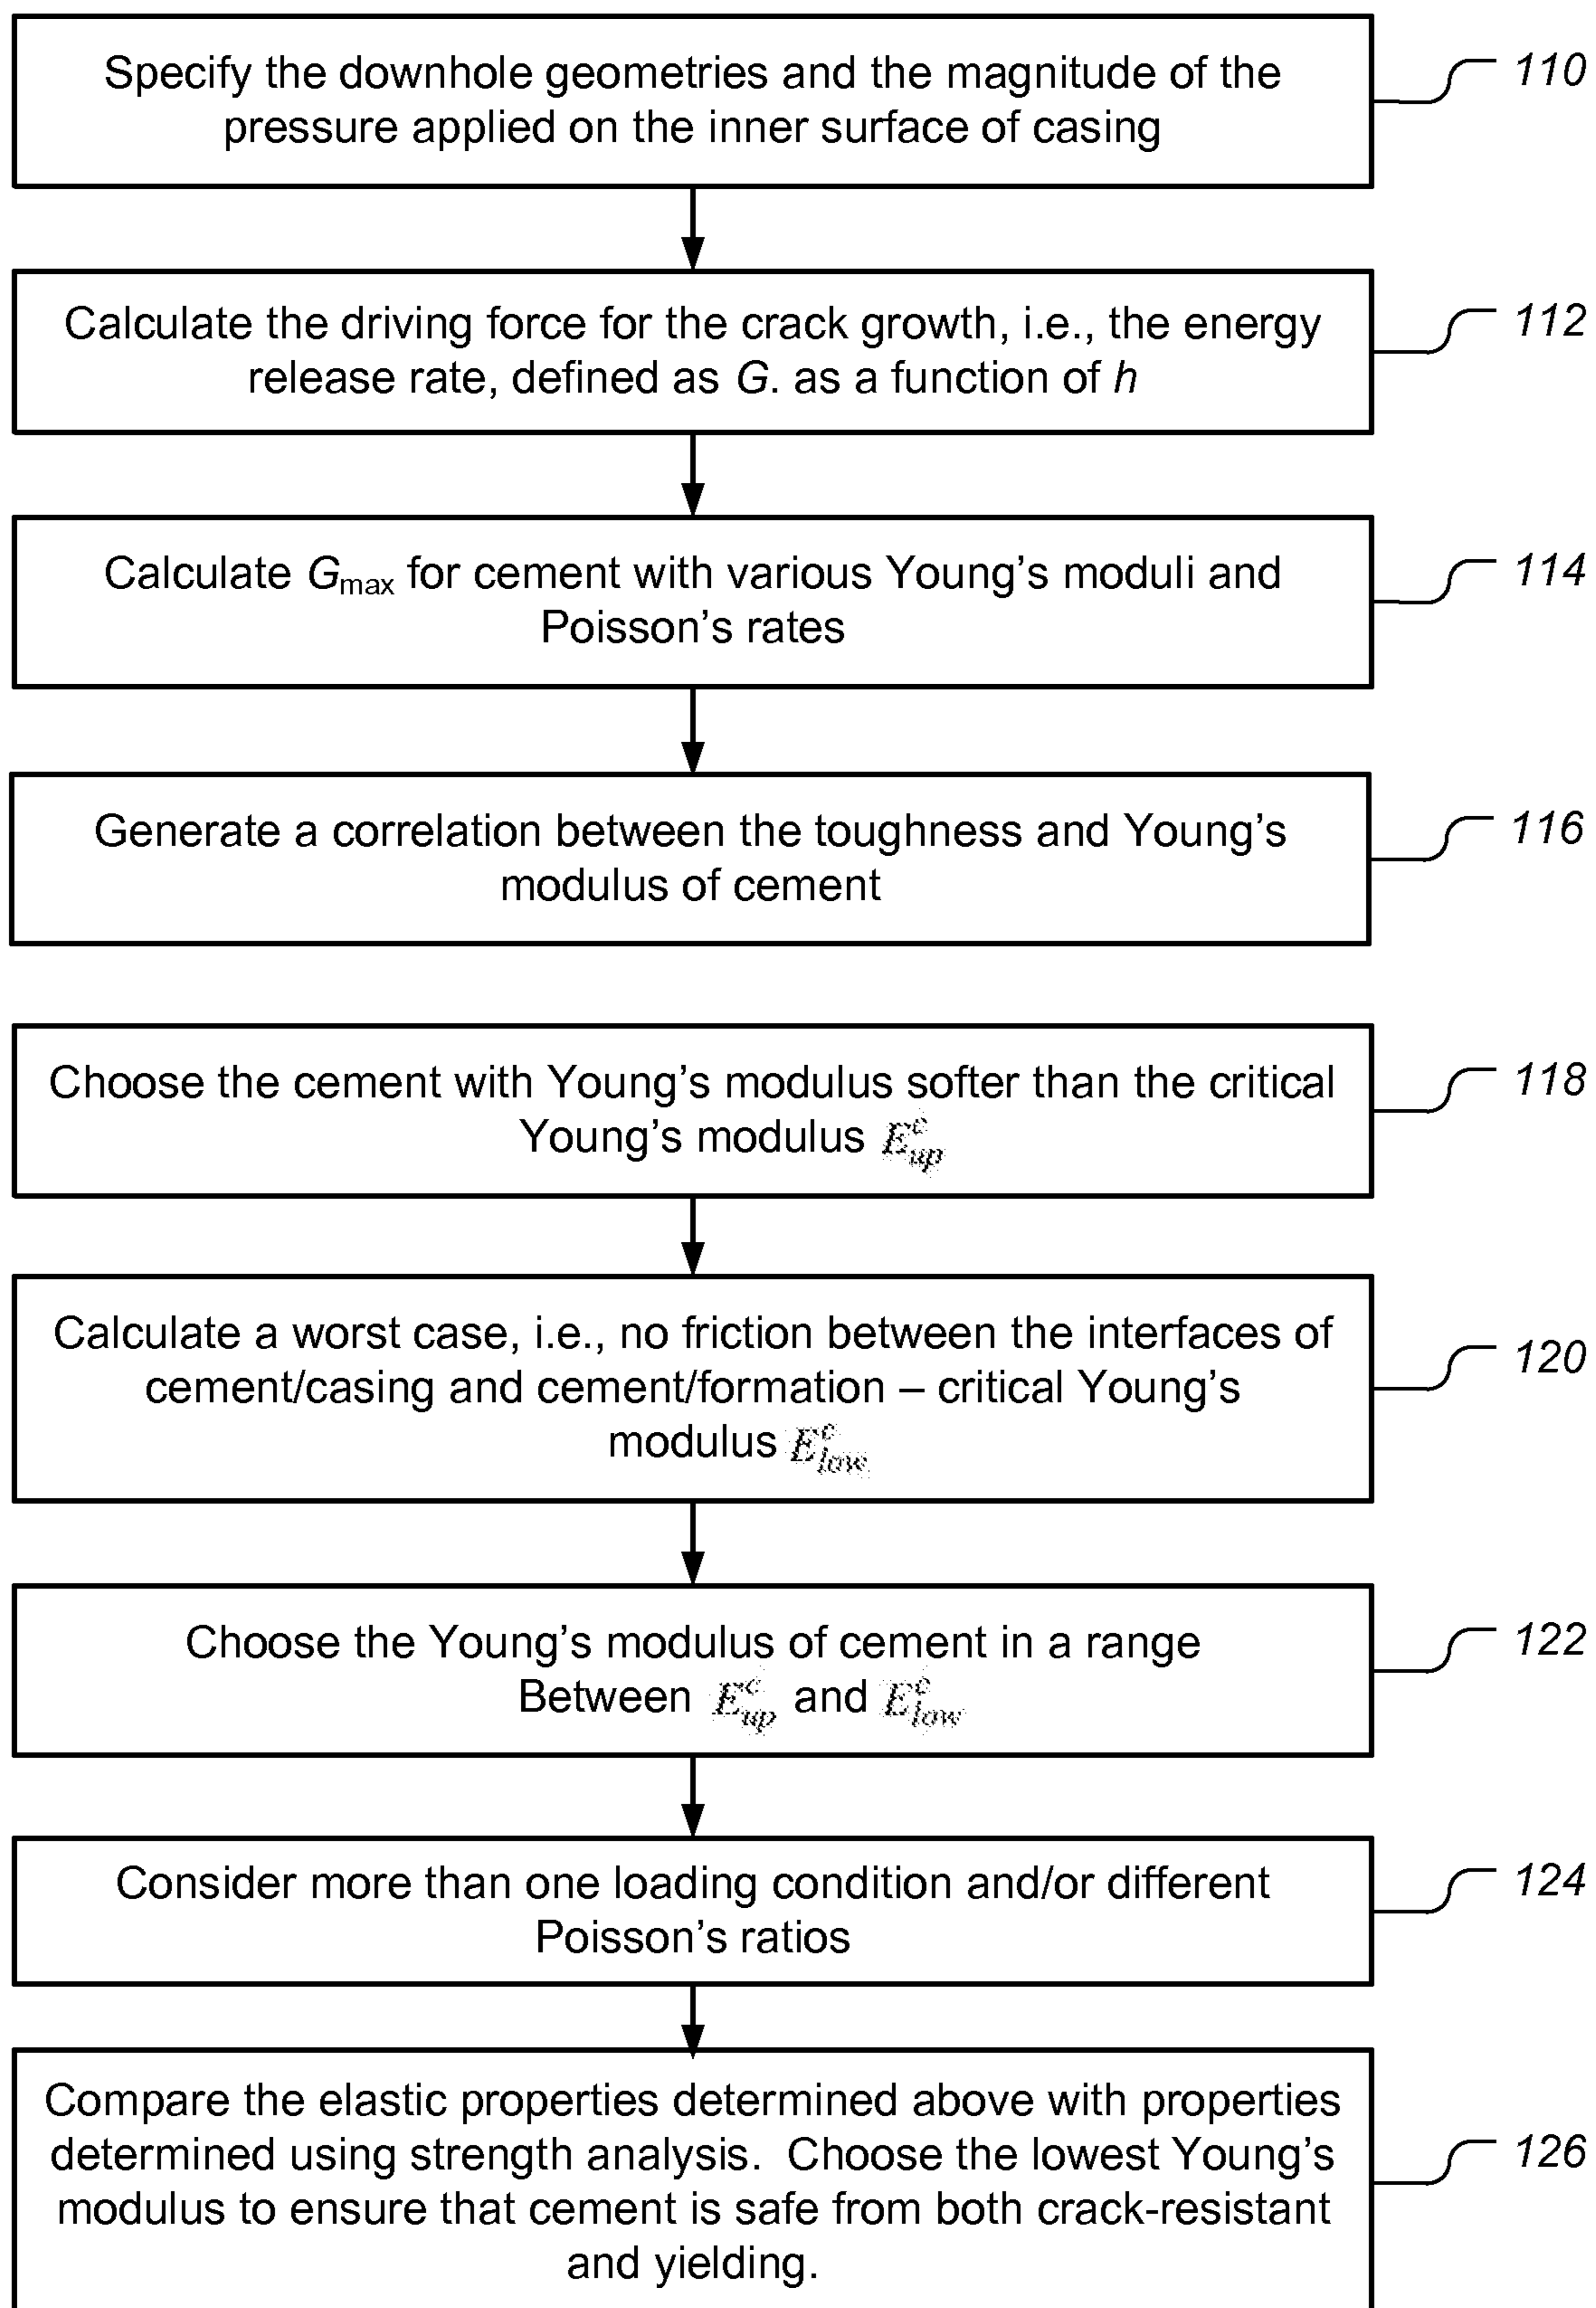 Specify the downhole geometries and the magnitude of the
pressure applied on the inner surface of casing
110
Calculate the driving force for the crack growth, i.e., the energy
release rate, defined as G. as a function of h
112
Calculate Gmax for cement with various Young’s moduli and
Poisson’s rates
114
Generate a correlation between the toughness and Young’s
modulus of cement
116
Choose the cement with Young’s modulus softer than the critical
Young’s modulus E^c_up
118
Calculate a worst case, i.e., no friction between the interfaces of
cement/casing and cement/formation – critical Young’s
modulus E^c_low
120
Choose the Young’s modulus of cement in a range
Between E^c_up and E^c_low
122
Consider more than one loading condition and/or different
Poisson’s ratios
124
Compare the elastic properties determined above with properties
determined using strength analysis. Choose the lowest Young’s
modulus to ensure that cement is safe from both crack-resistant
and yielding.
126